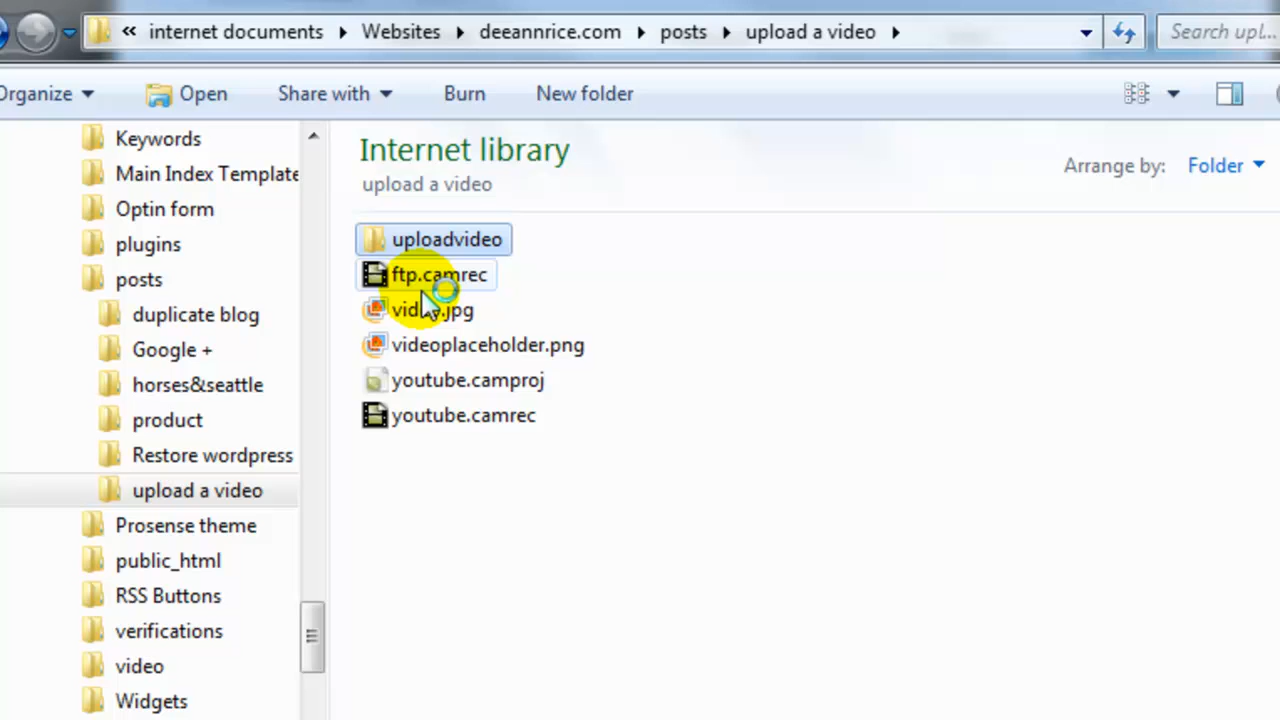 « internet documents Websites deeannrice.com posts upload a video Search upl...
Organize Open Share with Burn New folder
Keywords
Main Index Template
Optin form
plugins
posts
duplicate blog
Google +
horses&seattle
product
Restore wordpress
upload a video
Prosense theme
public_html
RSS Buttons
verifications
video
Widgets
Internet library
upload a video
Arrange by: Folder
uploadvideo
ftp.camrec
video.jpg
videoplaceholder.png
youtube.camproj
youtube.camrec